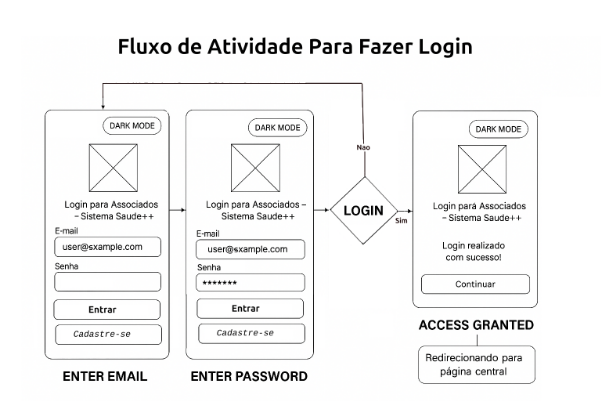 Fluxo de Atividade Para Fazer Login
DARK MODE
Login para Associados
– Sistema Saude++
E-mail
user@sxample.com
Senha
Entrar
Cadastre-se
ENTER EMAIL
DARK MODE
Login para Associados –
Sistema Saude++
E-mail
user@sxample.com
Senha
*******
Entrar
Cadastre-se
ENTER PASSWORD
Nao
LOGIN
Sim
DARK MODE
Login pará Associados
– Sistema Saude++
Login realizado
com sucesso!
Continuar
ACCESS GRANTED
Redirecionando para
página central